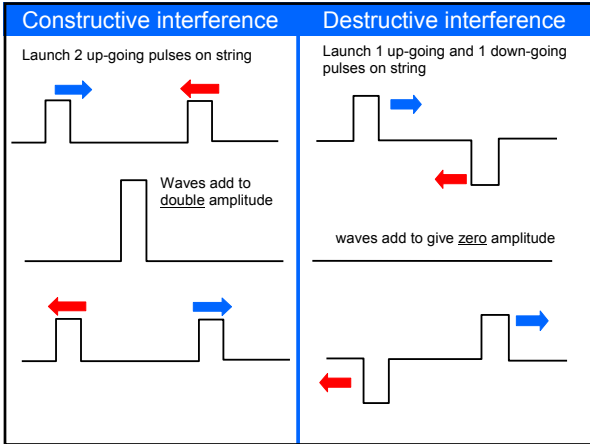 Constructive interference
Launch 2 up-going pulses on string
Waves add to
double amplitude
Destructive interference
Launch 1 up-going and 1 down-going
pulses on string
waves add to give zero amplitude